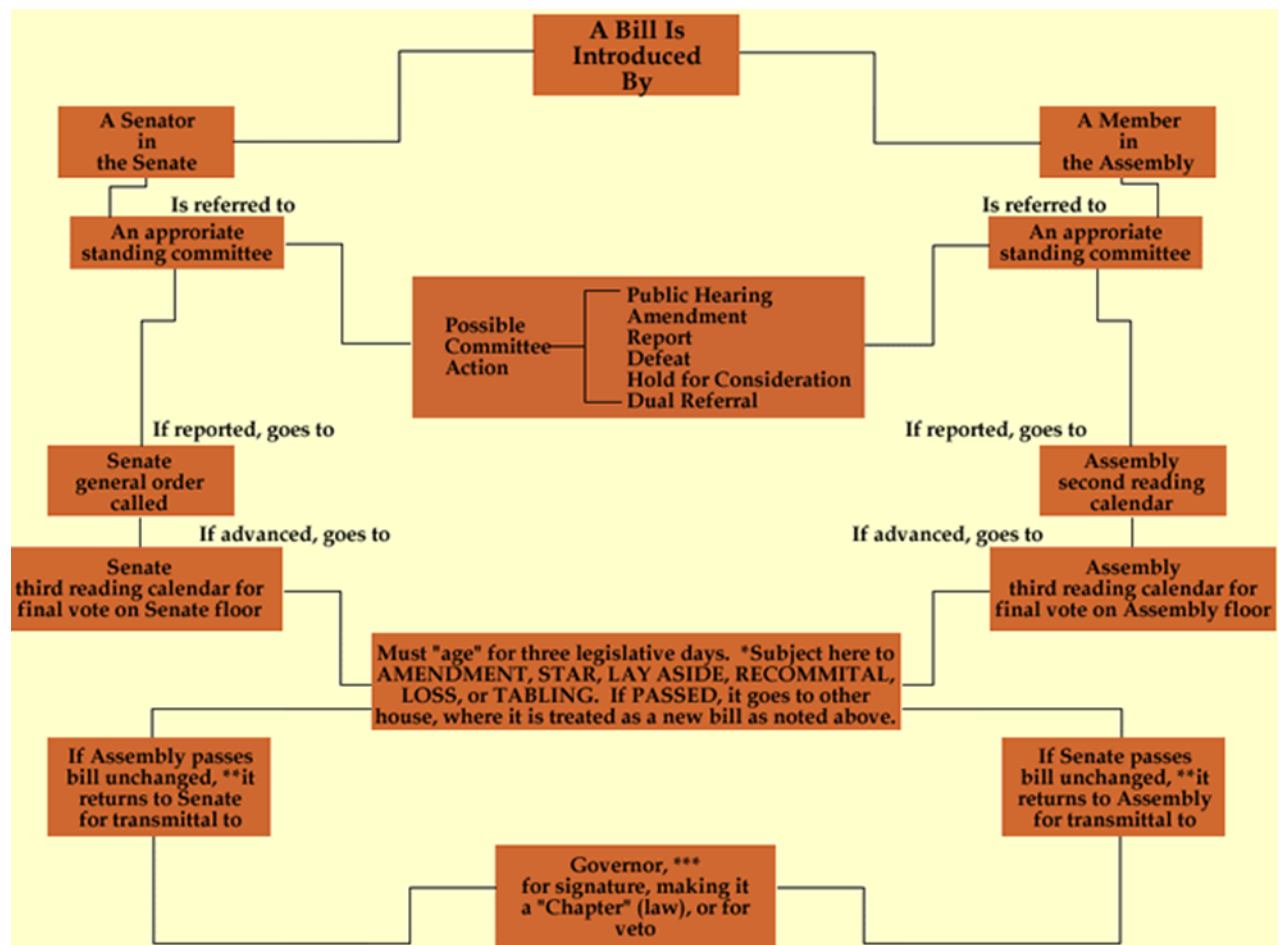 A Bill Is
Introduced
By
A Senator
in
the Senate
A Member
in
the Assembly
Is referred to
Is referred to
An approriate
standing committee
An approriate
standing committee
Possible
Committee
Action
Public Hearing
Amendment
Report
Defeat
Hold for Consideration
Dual Referral
If reported, goes to
If reported, goes to
Senate
general order
called
Assembly
second reading
calendar
If advanced, goes to
If advanced, goes to
Senate
third reading calendar for
final vote on Senate floor
Assembly
third reading calendar for
final vote on Assembly floor
Must "age" for three legislative days.  *Subject here to
AMENDMENT, STAR, LAY ASIDE, RECOMMITAL,
LOSS, or TABLING.  If PASSED, it goes to other
house, where it is treated as a new bill as noted above.
If Assembly passes
bill unchanged, **it
returns to Senate
for transmittal to
If Senate passes
bill unchanged, **it
returns to Assembly
for transmittal to
Governor, ***
for signature, making it
a "Chapter" (law), or for
veto